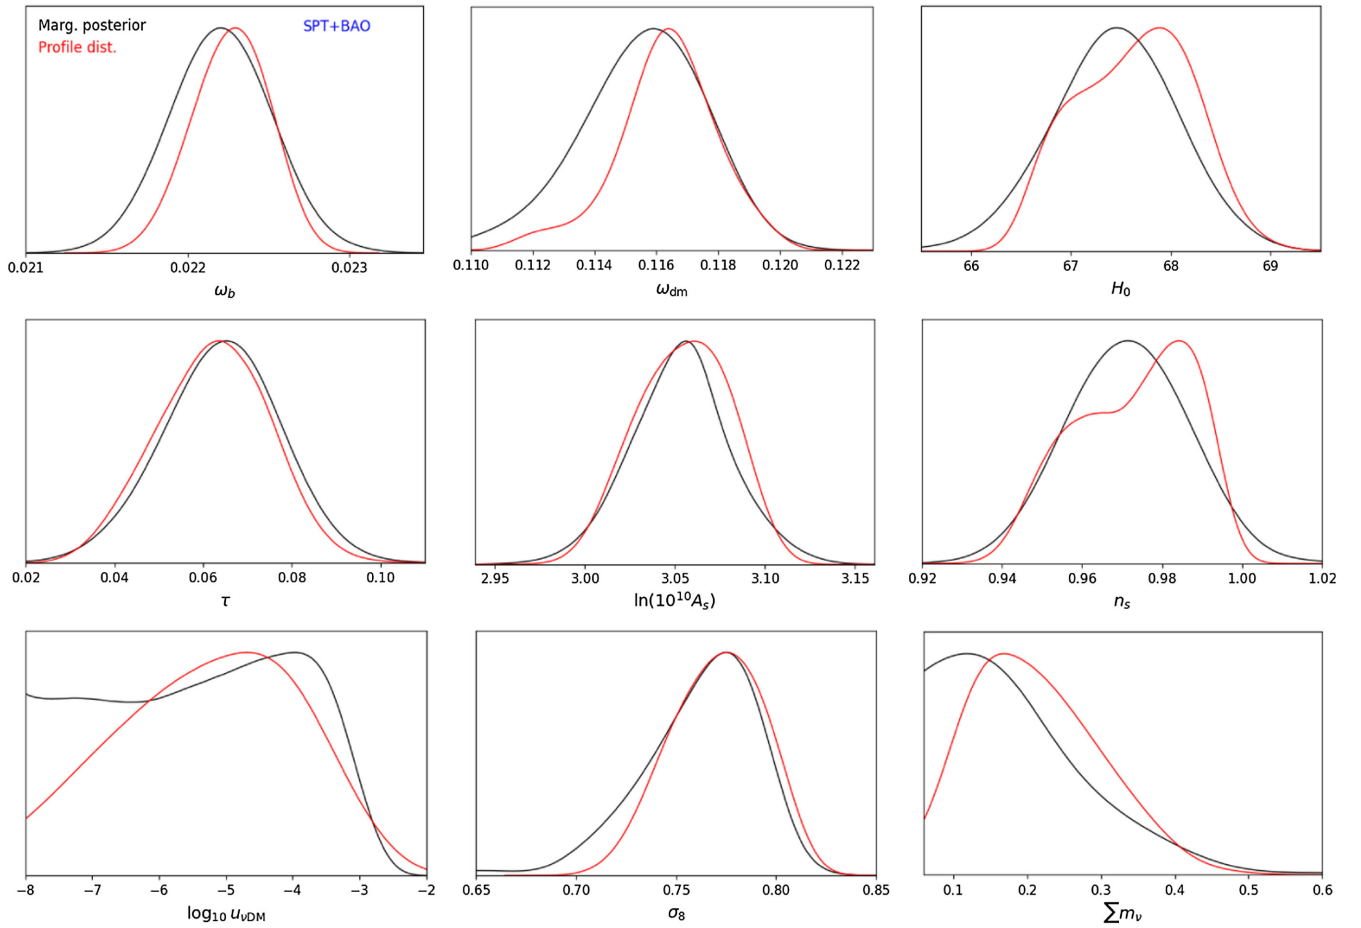 Marg. posterior
Profile dist.
SPT+BAO
0.021 0.022 0.023
ω_b
0.110 0.112 0.114 0.116 0.118 0.120 0.122
ω_dm
66 67 68 69
H_0
0.02 0.04 0.06 0.08 0.10
τ
2.95 3.00 3.05 3.10 3.15
ln(10^{10}A_s)
0.92 0.94 0.96 0.98 1.00 1.02
n_s
−8 −7 −6 −5 −4 −3 −2
log_{10} u_{νDM}
0.65 0.70 0.75 0.80 0.85
σ_8
0.1 0.2 0.3 0.4 0.5 0.6
∑m_ν